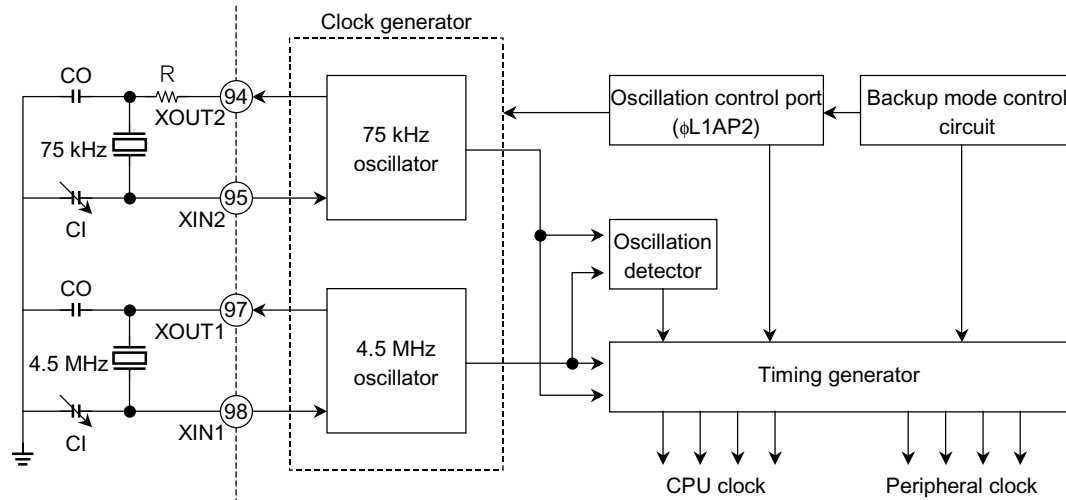 Clock generator
CO
R
94
XOUT2
75 kHz
75 kHz
oscillator
Oscillation control port
(ϕL1AP2)
Backup mode control
circuit
95
XIN2
CI
Oscillation
detector
CO
97
XOUT1
4.5 MHz
4.5 MHz
oscillator
Timing generator
98
XIN1
CI
CPU clock
Peripheral clock